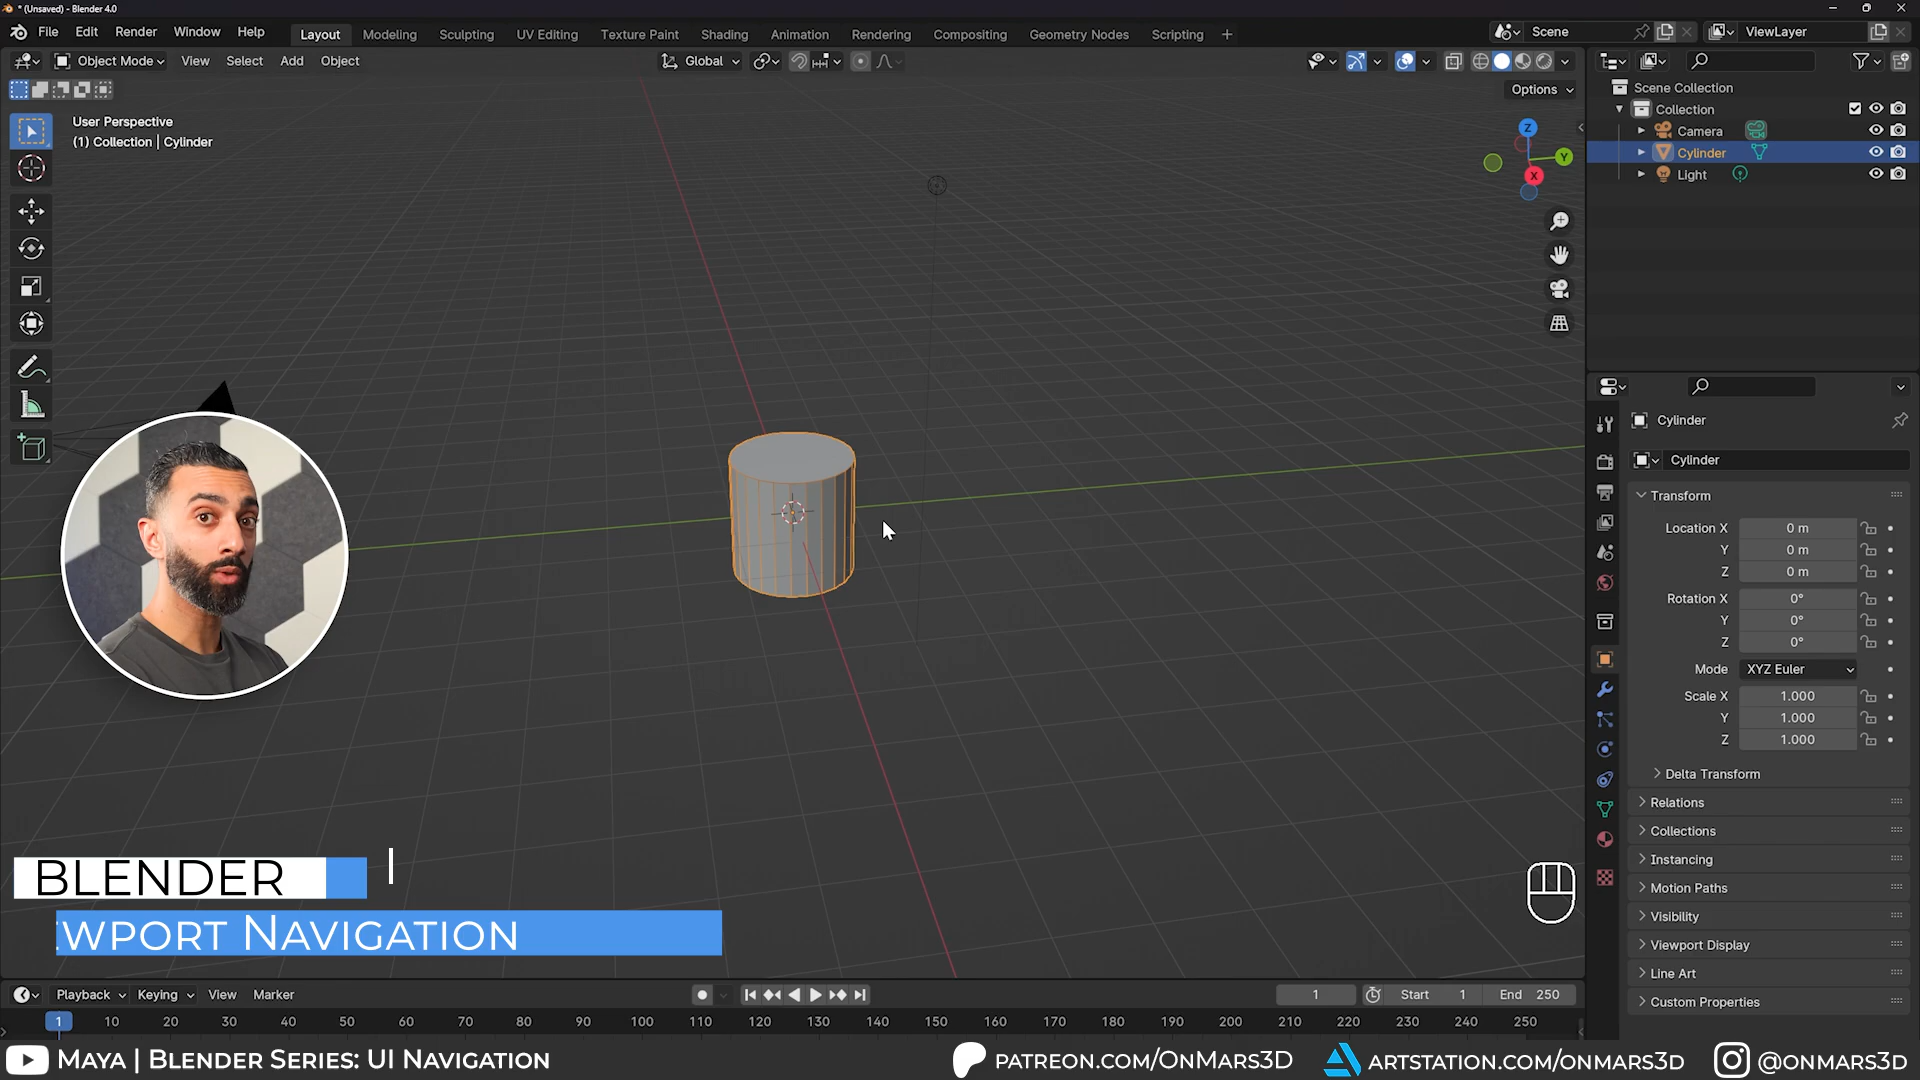 * (Unsaved) - Blender 4.0
File Edit Render Window Help
Layout Modeling Sculpting UV Editing Texture Paint Shading Animation Rendering Compositing Geometry Nodes Scripting +
Scene
ViewLayer
Object Mode View Select Add Object
Global
Options
User Perspective
(1) Collection | Cylinder
Z
Y
X
Scene Collection
Collection
Camera
Cylinder
Light
Cylinder
Cylinder
Transform
Location X 0 m
Y 0 m
Z 0 m
Rotation X 0°
Y 0°
Z 0°
Mode XYZ Euler
Scale X 1.000
Y 1.000
Z 1.000
Delta Transform
Relations
Collections
Instancing
Motion Paths
Visibility
Viewport Display
Line Art
Custom Properties
BLENDER
WPORT NAVIGATION
Playback Keying View Marker
1 Start 1 End 250
1 10 20 30 40 50 60 70 80 90 100 110 120 130 140 150 160 170 180 190 200 210 220 230 240 250
MAYA | BLENDER SERIES: UI NAVIGATION
PATREON.COM/ONMARS3D
ARTSTATION.COM/ONMARS3D
@ONMARS3D